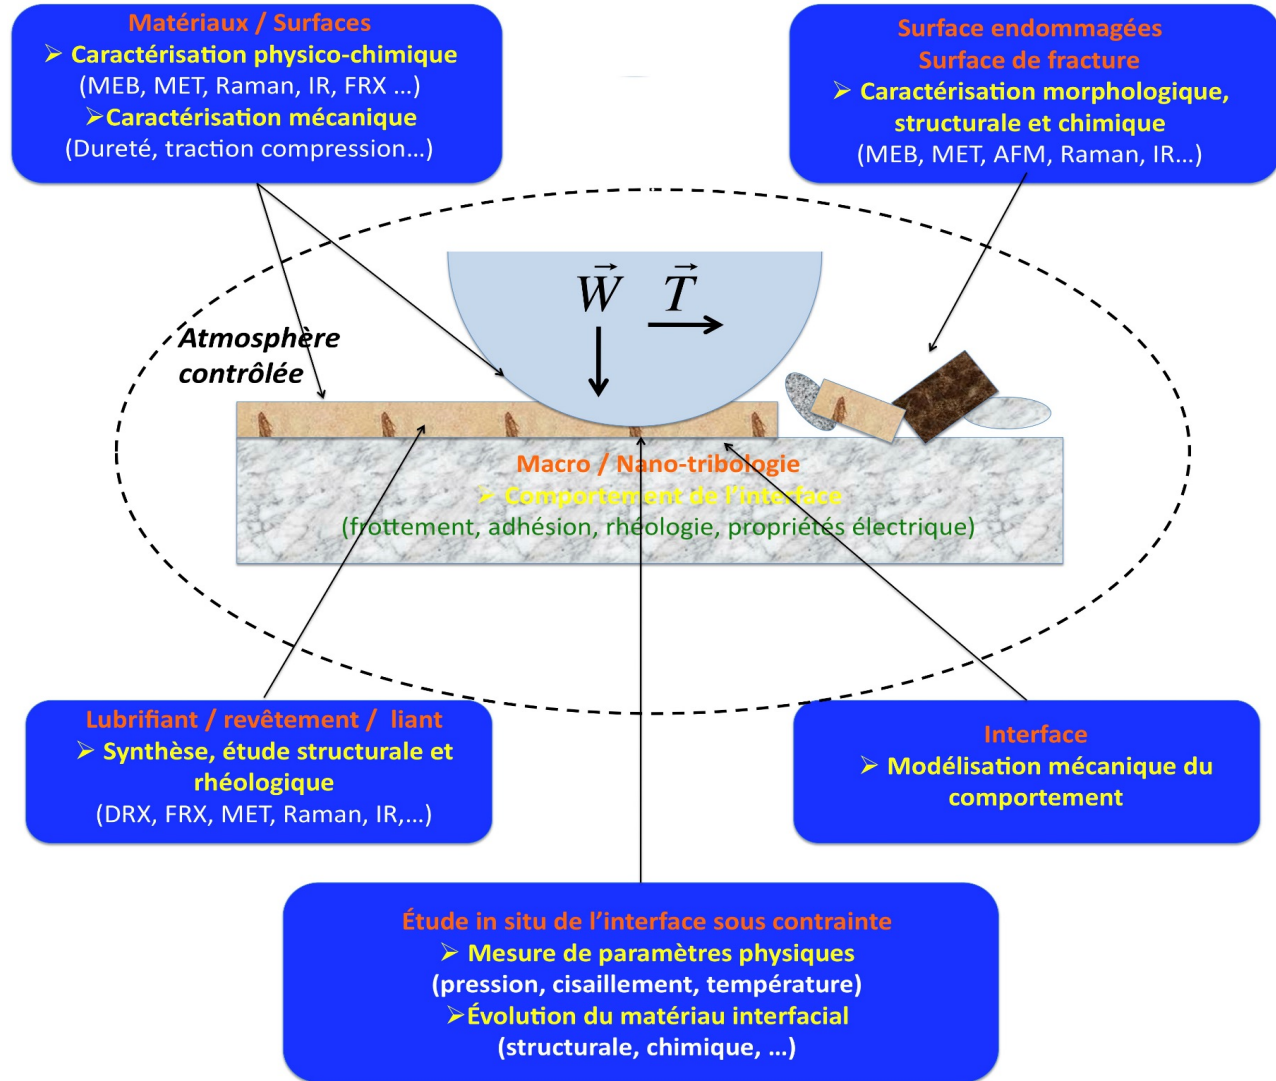 Matériaux / Surfaces
➢ Caractérisation physico-chimique
(MEB, MET, Raman, IR, FRX ...)
➢Caractérisation mécanique
(Dureté, traction compression...)
Surface endommagées
Surface de fracture
➢ Caractérisation morphologique,
structurale et chimique
(MEB, MET, AFM, Raman, IR...)
W T
Atmosphère
contrôlée
Macro / Nano-tribologie
➢ Comportement de l'interface
(frottement, adhésion, rhéologie, propriétés électrique)
Lubrifiant / revêtement / liant
➢ Synthèse, étude structurale et
rhéologique
(DRX, FRX, MET, Raman, IR,...)
Interface
➢ Modélisation mécanique du
comportement
Étude in situ de l'interface sous contrainte
➢ Mesure de paramètres physiques
(pression, cisaillement, température)
➢Évolution du matériau interfacial
(structurale, chimique, ...)